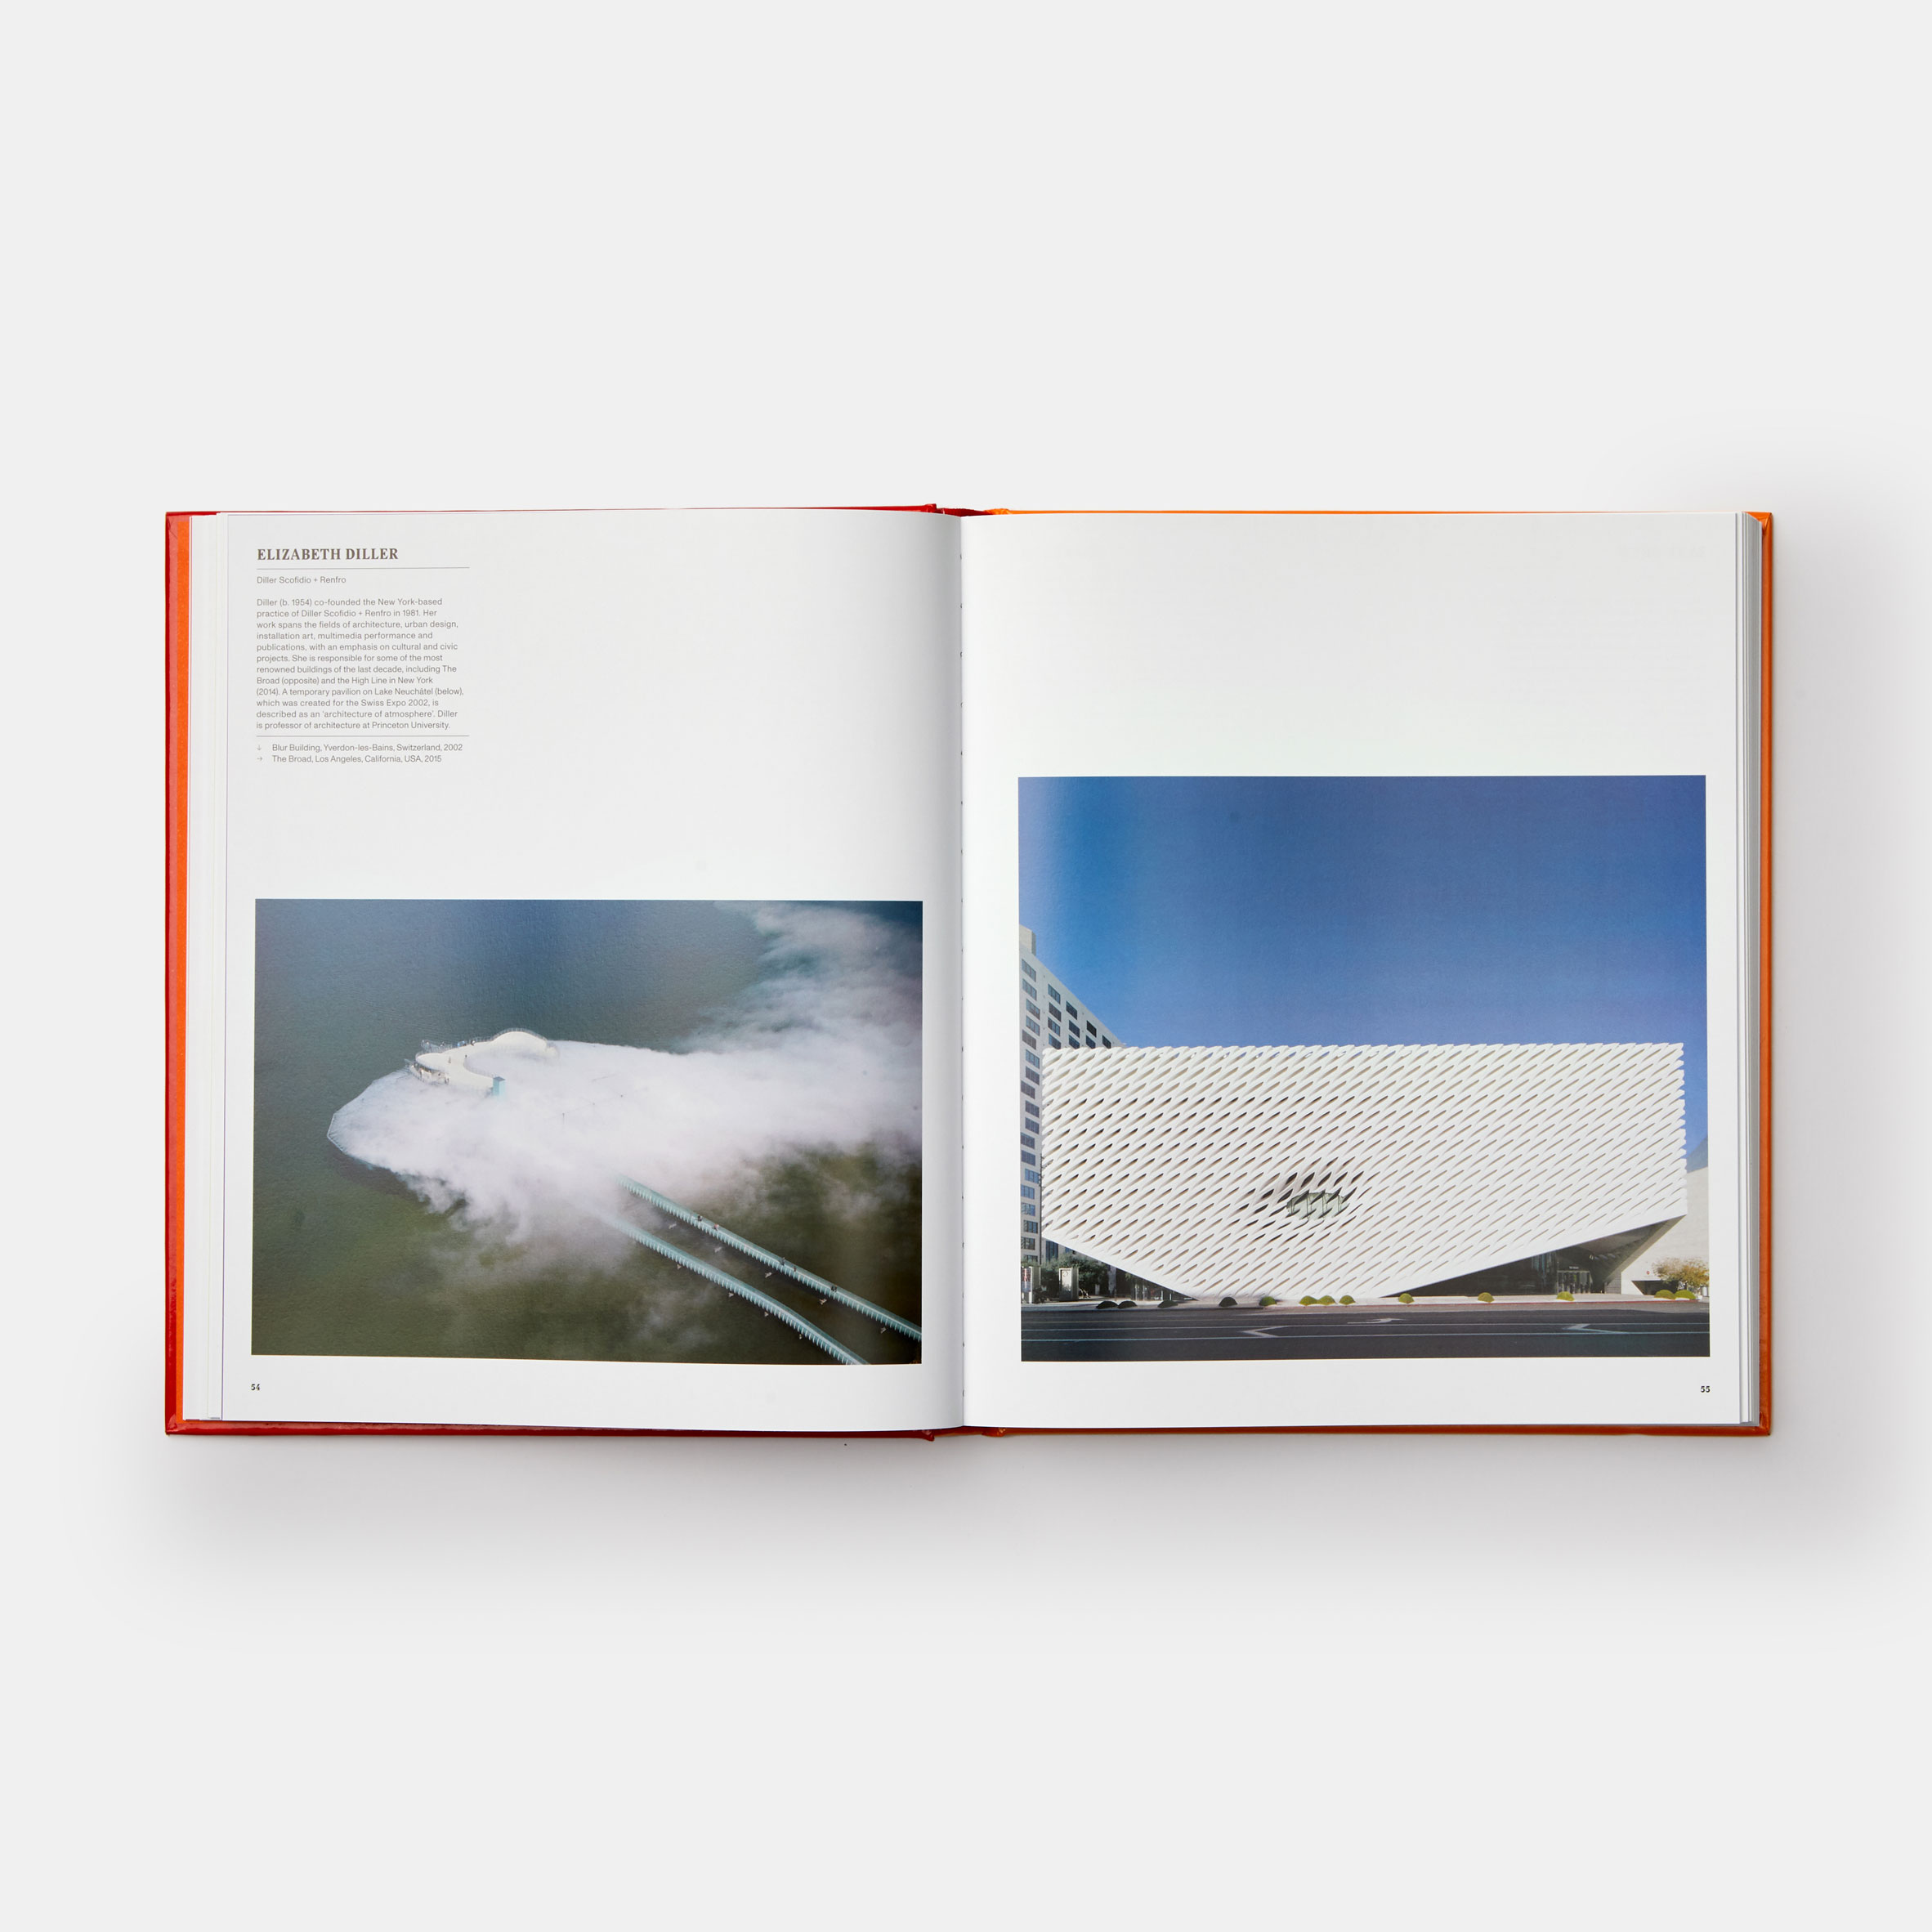 ELIZABETH DILLER
Diller Scofidio + Renfro
Diller (b. 1954) co-founded the New York-based
practice of Diller Scofidio + Renfro in 1981. Her
work spans the fields of architecture, urban design,
installation art, multimedia performance and
publications, with an emphasis on cultural and civic
projects. She is responsible for some of the most
renowned buildings of the last decade, including The
Broad (opposite) and the High Line in New York
(2014). A temporary pavilion on Lake Neuchâtel (below),
which was created for the Swiss Expo 2002, is
described as an 'architecture of atmosphere'. Diller
is professor of architecture at Princeton University.
↓ Blur Building, Yverdon-les-Bains, Switzerland, 2002
→ The Broad, Los Angeles, California, USA, 2015
54
55